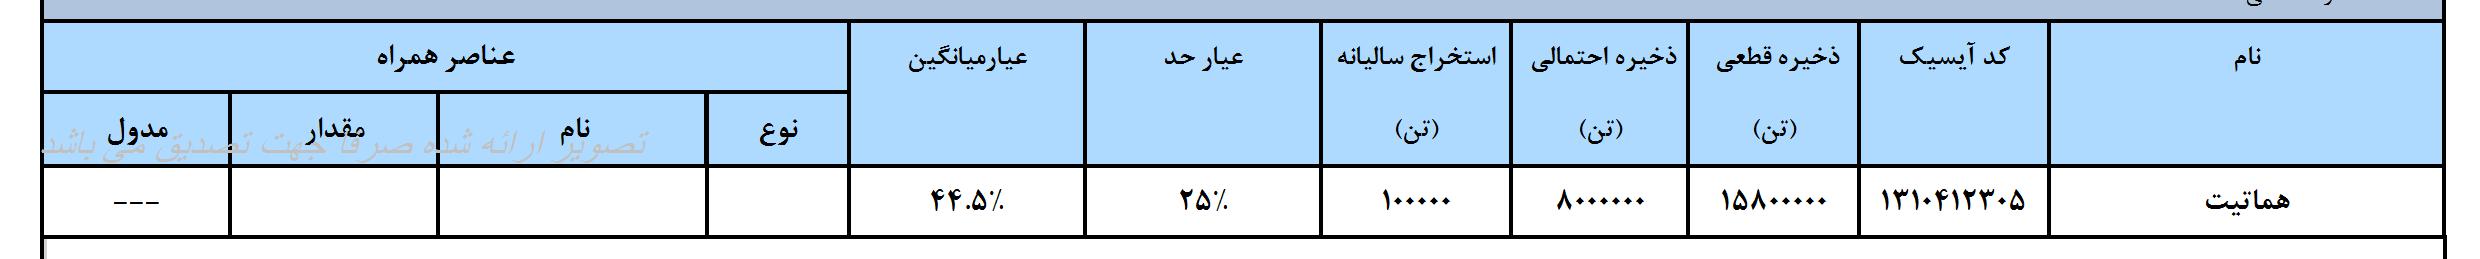 نام
کد آیسیک
ذخیره قطعی
(تن)
ذخیره احتمالی
(تن)
استخراج سالیانه
(تن)
عیار حد
عیارمیانگین
عناصر همراه
نوع
نام
مقدار
مدول
تصویر ارائه شده صرفا جهت تصدیق می باشد
هماتیت
۱۳۱۰۴۱۲۳۰۵
۱۵۸۰۰۰۰۰
۸۰۰۰۰۰۰
۱۰۰۰۰۰
۲۵٪
۴۴.۵٪
---